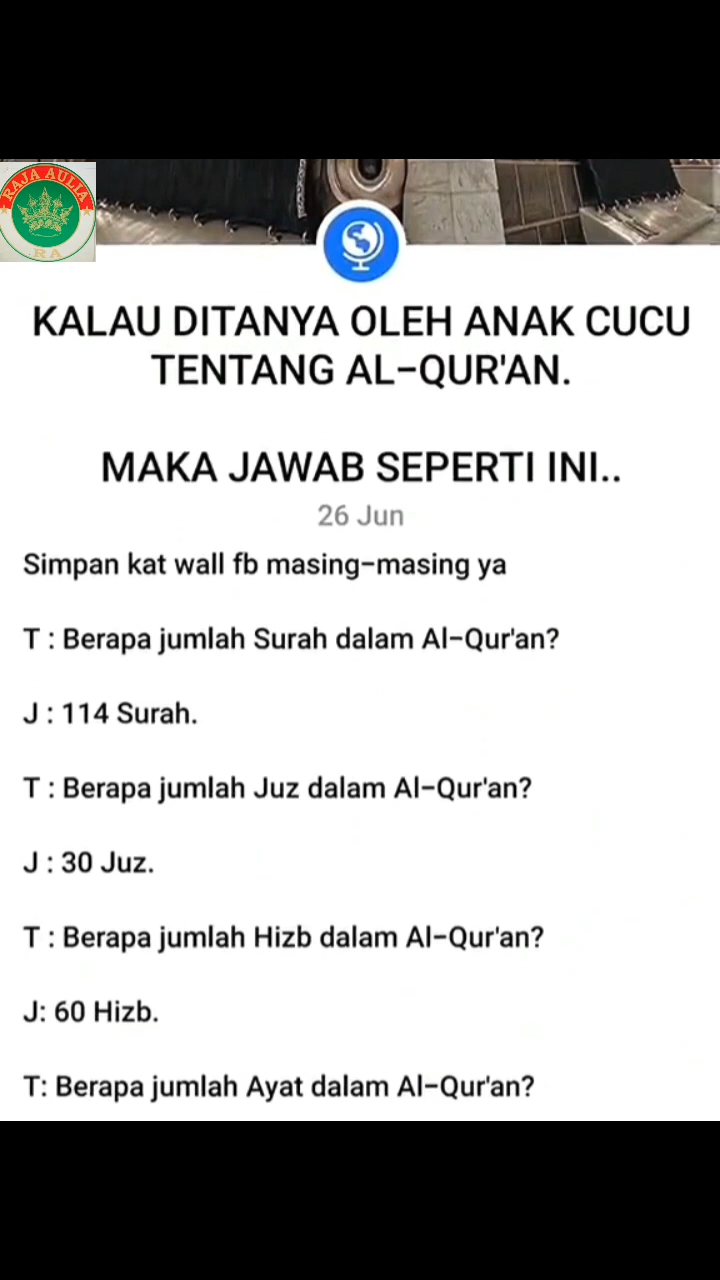 RAJA AULIA
RA
KALAU DITANYA OLEH ANAK CUCU
TENTANG AL-QUR'AN.
MAKA JAWAB SEPERTI INI..
26 Jun
Simpan kat wall fb masing-masing ya
T : Berapa jumlah Surah dalam Al-Qur'an?
J : 114 Surah.
T : Berapa jumlah Juz dalam Al-Qur'an?
J : 30 Juz.
T : Berapa jumlah Hizb dalam Al-Qur'an?
J: 60 Hizb.
T: Berapa jumlah Ayat dalam Al-Qur'an?